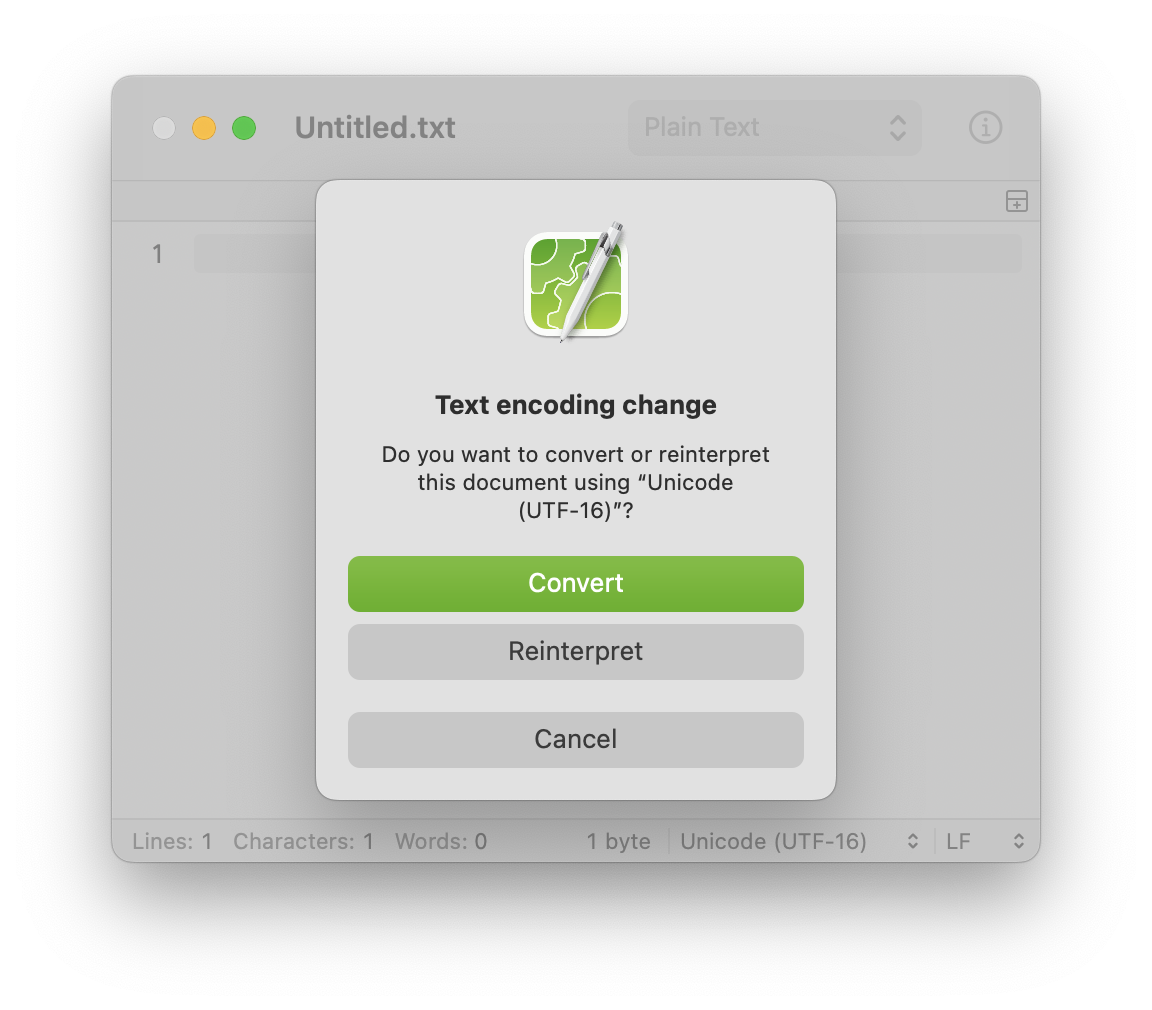 Untitled.txt
Plain Text
1
Text encoding change
Do you want to convert or reinterpret
this document using “Unicode
(UTF-16)”?
Convert
Reinterpret
Cancel
Lines: 1 Characters: 1 Words: 0 1 byte Unicode (UTF-16) LF